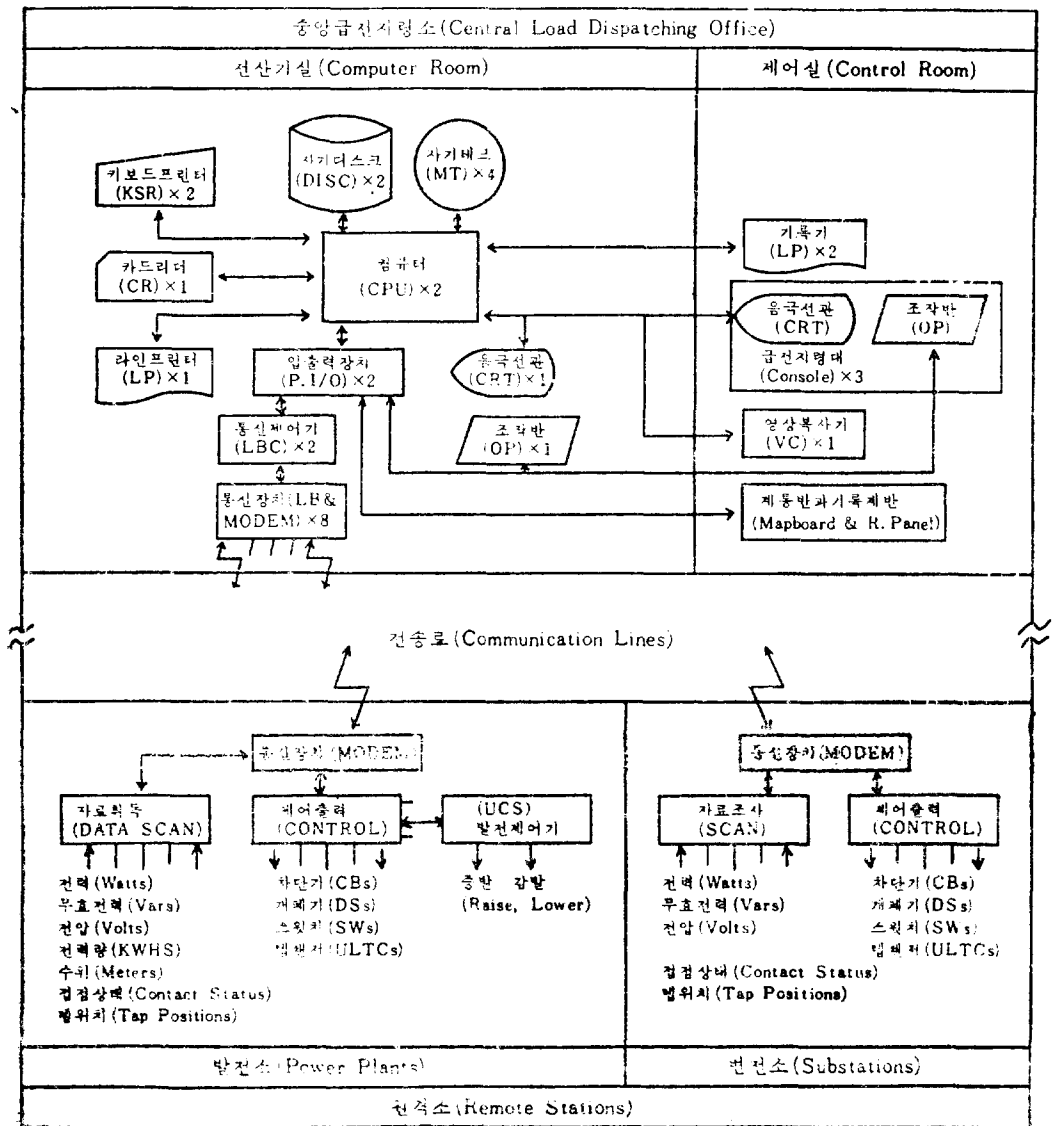 중앙급전지령소(Central Load Dispatching Office)
전산기실(Computer Room)
제어실(Control Room)
키보드프린터
(KSR)×2
자기디스크
(DISC)×2
자기테프
(MT)×4
카드리더
(CR)×1
컴퓨터
(CPU)×2
라인프린터
(LP)×1
입출력장치
(P.I/O)×2
음극선관
(CRT)×1
통신제어기
(LBC)×2
조작반
(OP)×1
통신장치(LB&
MODEM)×8
기록기
(LP)×2
음극선관
(CRT)
조작반
(OP)
급전지령대
(Console)×3
영상복사기
(VC)×1
계통반과기록계반
(Mapboard & R.Panel)
전송로(Communication Lines)
통신장치(MODEM)
자료취득
(DATA SCAN)
제어출력
(CONTROL)
(UCS)
발전제어기
전력(Watts)
무효전력(Vars)
전압(Volts)
전력량(KWHS)
수위(Meters)
접점상태(Contact Status)
탭위치(Tap Positions)
차단기(CBs)
개폐기(DSs)
스윗치(SWs)
탭챈저(ULTCs)
증발 감발
(Raise, Lower)
통신장치(MODEM)
자료조사
(SCAN)
제어출력
(CONTROL)
전력(Watts)
무효전력(Vars)
전압(Volts)
접점상태(Contact Status)
탭위치(Tap Positions)
차단기(CBs)
개폐기(DSs)
스윗치(SWs)
탭챈저(ULTCs)
발전소(Power Plants)
변전소(Substations)
원격소(Remote Stations)